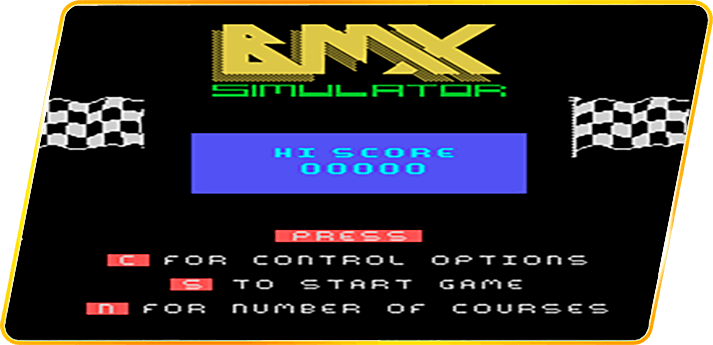 BMX
SIMULATOR
HI SCORE
00000
PRESS
C FOR CONTROL OPTIONS
S TO START GAME
N FOR NUMBER OF COURSES